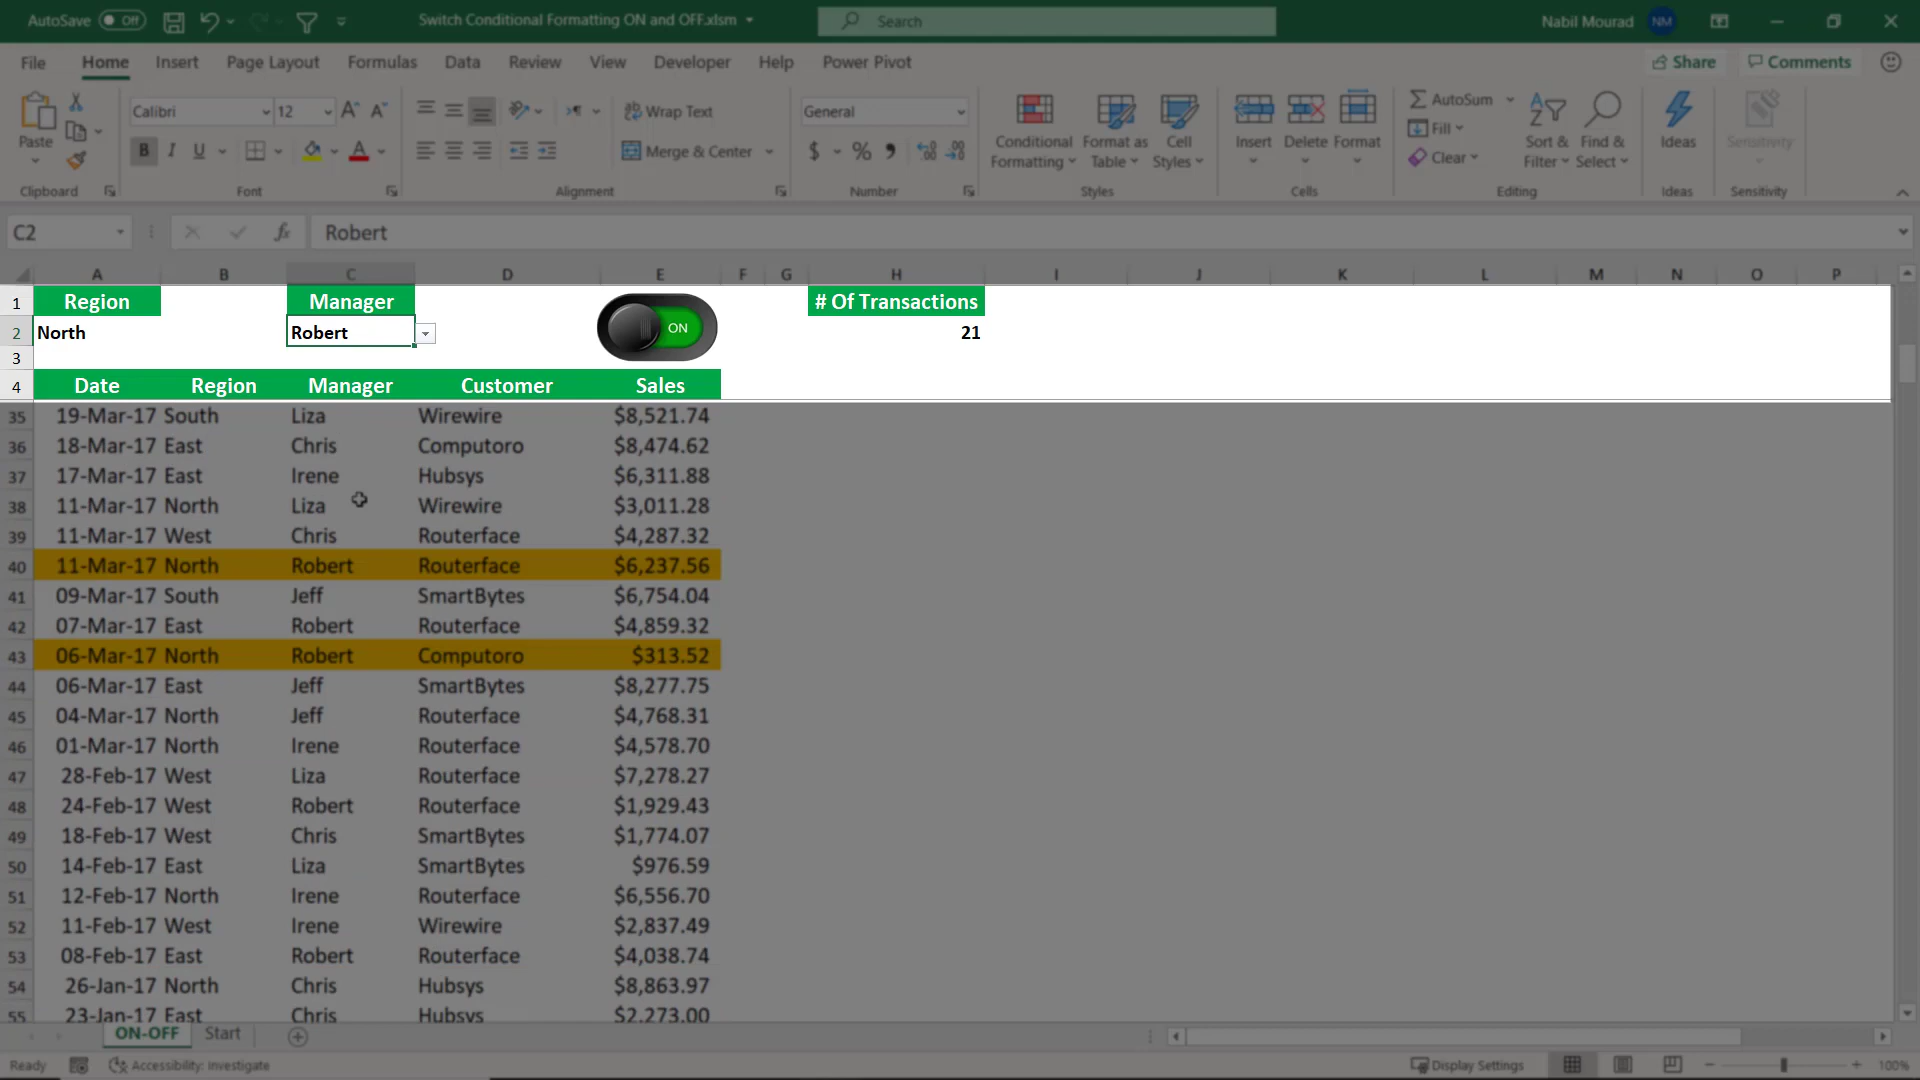 AutoSave Off Switch Conditional Formatting ON and OFF.xlsm Search Nabil Mourad NM
File Home Insert Page Layout Formulas Data Review View Developer Help Power Pivot Share Comments
Calibri 12 Wrap Text General AutoSum
Paste Merge & Center Conditional Formatting Format as Table Cell Styles Insert Delete Format Fill Clear Sort & Filter Find & Select Ideas Sensitivity
Clipboard Font Alignment Number Styles Cells Editing Ideas Sensitivity
C2 fx Robert
A B C D E F G H I J K L M N O P
1 Region Manager ON # Of Transactions
2 North Robert 21
3
4 Date Region Manager Customer Sales
35 19-Mar-17 South Liza Wirewire $8,521.74
36 18-Mar-17 East Chris Computoro $8,474.62
37 17-Mar-17 East Irene Hubsys $6,311.88
38 11-Mar-17 North Liza Wirewire $3,011.28
39 11-Mar-17 West Chris Routerface $4,287.32
40 11-Mar-17 North Robert Routerface $6,237.56
41 09-Mar-17 South Jeff SmartBytes $6,754.04
42 07-Mar-17 East Robert Routerface $4,859.32
43 06-Mar-17 North Robert Computoro $313.52
44 06-Mar-17 East Jeff SmartBytes $8,277.75
45 04-Mar-17 North Jeff Routerface $4,768.31
46 01-Mar-17 North Irene Routerface $4,578.70
47 28-Feb-17 West Liza Routerface $7,278.27
48 24-Feb-17 West Robert Routerface $1,929.43
49 18-Feb-17 West Chris SmartBytes $1,774.07
50 14-Feb-17 East Liza SmartBytes $976.59
51 12-Feb-17 North Irene Routerface $6,556.70
52 11-Feb-17 West Irene Wirewire $2,837.49
53 08-Feb-17 East Robert Routerface $4,038.74
54 26-Jan-17 North Chris Hubsys $8,863.97
55 23-Jan-17 East Chris Hubsys $2,273.00
ON-OFF Start
Ready Accessibility: Investigate Display Settings 100%